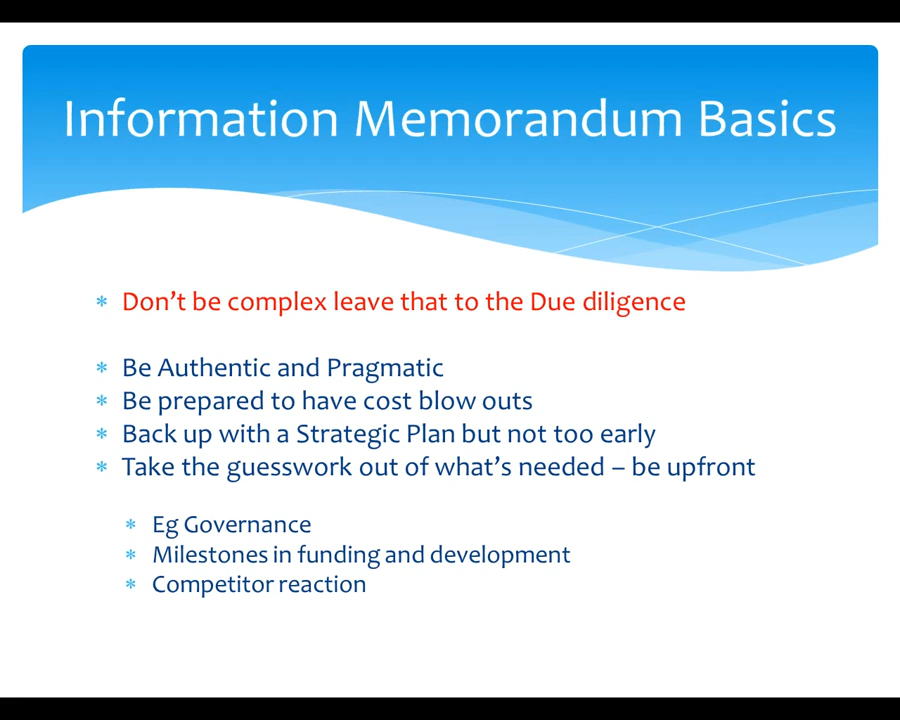 Information Memorandum Basics
Don’t be complex leave that to the Due diligence
Be Authentic and Pragmatic
Be prepared to have cost blow outs
Back up with a Strategic Plan but not too early
Take the guesswork out of what’s needed – be upfront
Eg Governance
Milestones in funding and development
Competitor reaction